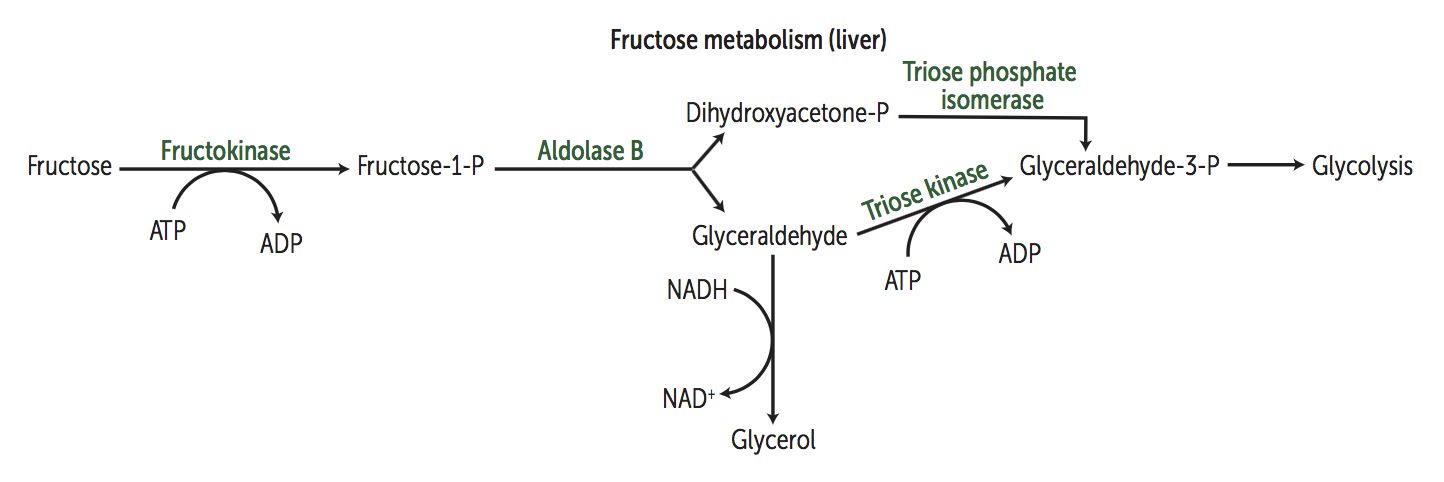 Fructose metabolism (liver)
Triose phosphate
isomerase
Dihydroxyacetone-P
Fructose
Fructokinase
Fructose-1-P
Aldolase B
Glyceraldehyde-3-P
Glycolysis
Triose kinase
ATP
ADP
Glyceraldehyde
ATP
ADP
NADH
NAD⁺
Glycerol